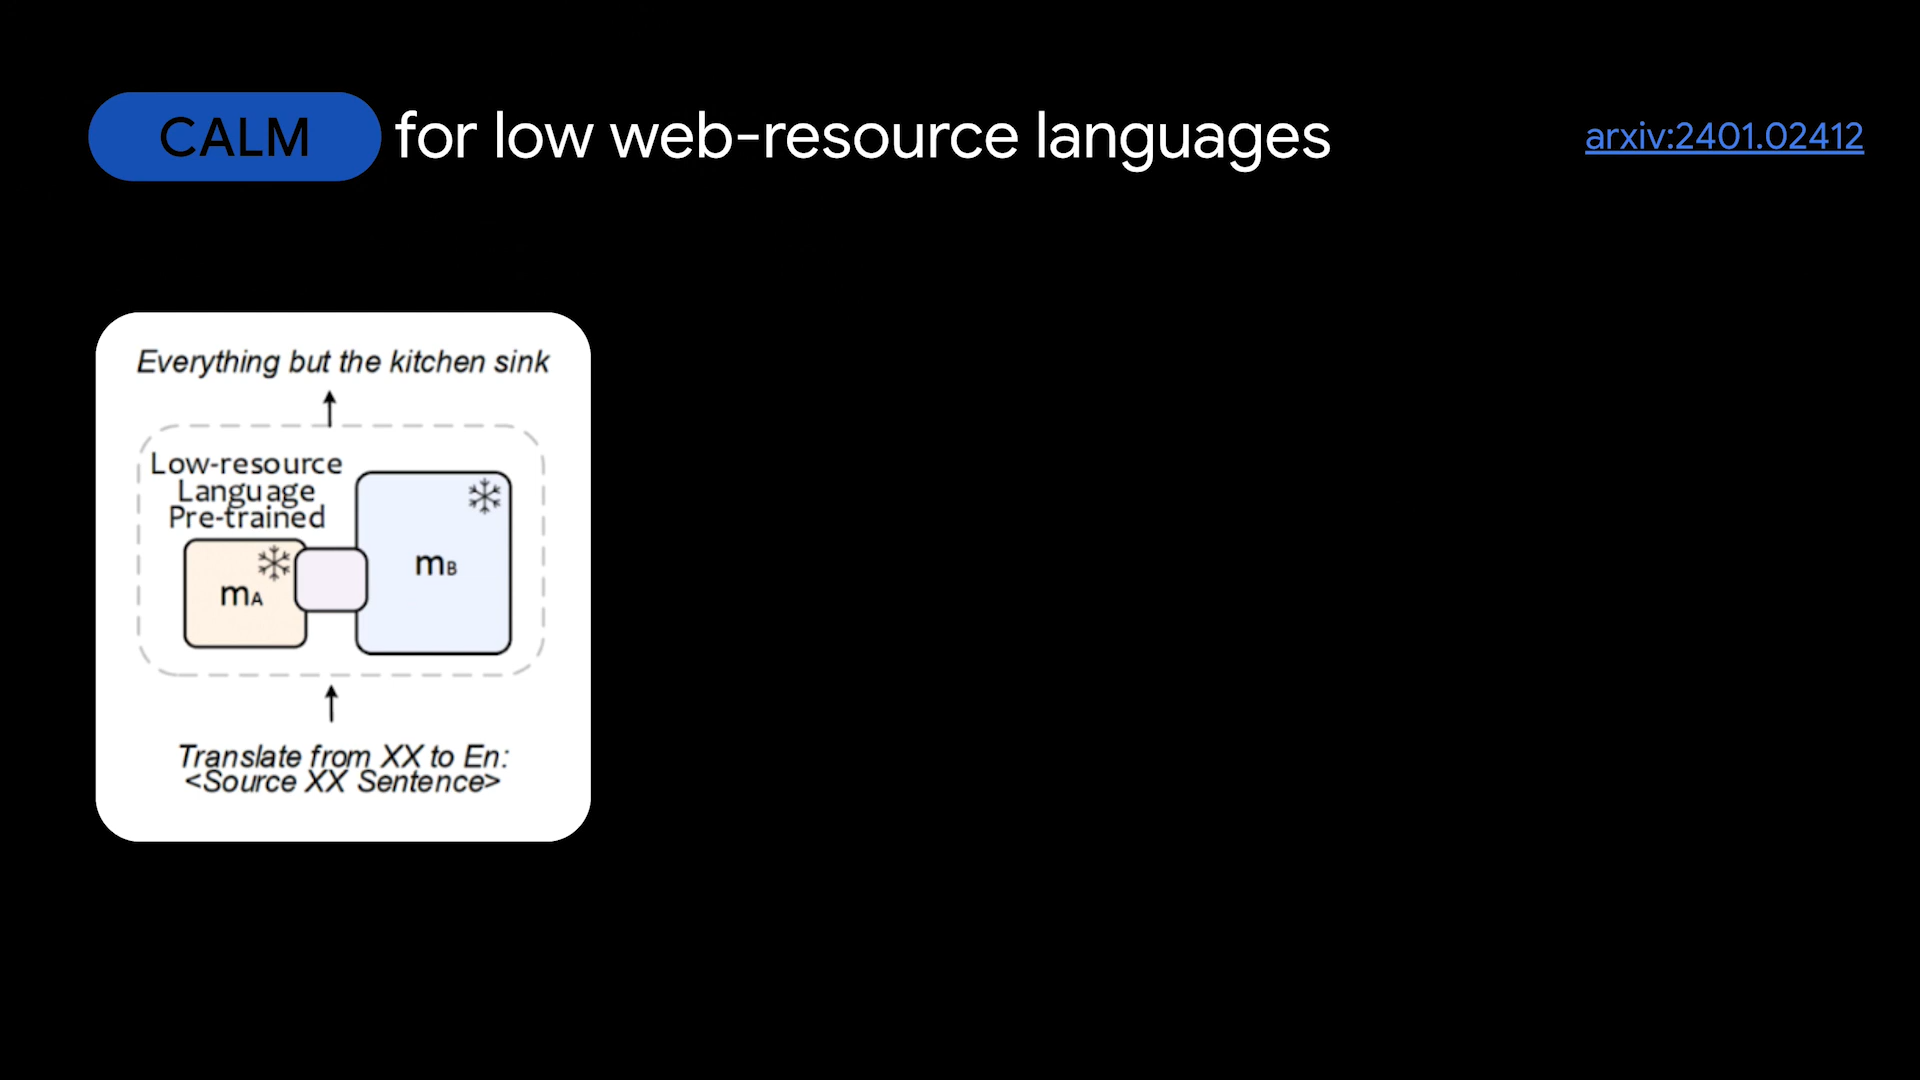 CALM for low web-resource languages
arxiv:2401.02412
Everything but the kitchen sink
Low-resource
Language
Pre-trained
mA
mB
Translate from XX to En:
<Source XX Sentence>